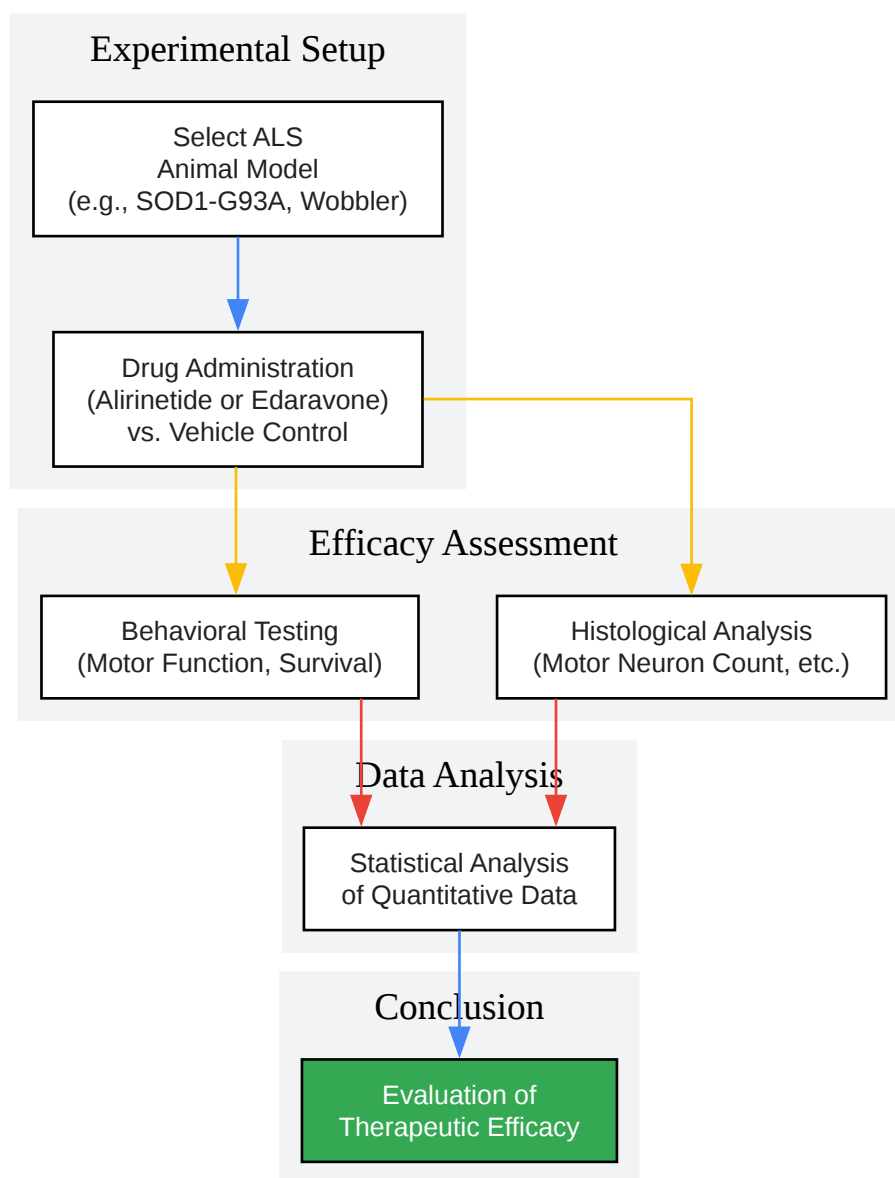 Experimental Setup
Select ALS
Animal Model
(e.g., SOD1-G93A, Wobbler)
Drug Administration
(Alirinetide or Edaravone)
vs. Vehicle Control
Efficacy Assessment
Behavioral Testing
(Motor Function, Survival)
Histological Analysis
(Motor Neuron Count, etc.)
Data Analysis
Statistical Analysis
of Quantitative Data
Conclusion
Evaluation of
Therapeutic Efficacy